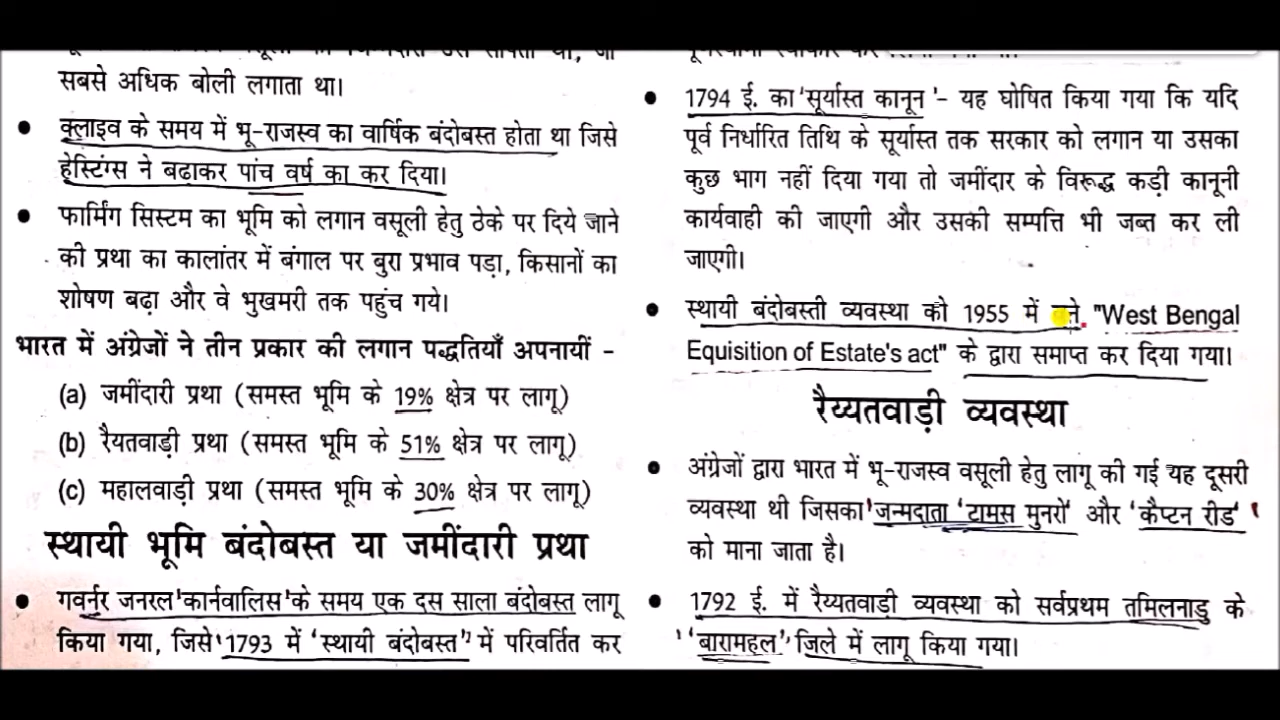 सबसे अधिक बोली लगाता था।
● क्लाइव के समय में भू-राजस्व का वार्षिक बंदोबस्त होता था जिसे
हेस्टिंग्स ने बढ़ाकर पांच वर्ष का कर दिया।
● फार्मिंग सिस्टम का भूमि को लगान वसूली हेतु ठेके पर दिये जाने
की प्रथा का कालांतर में बंगाल पर बुरा प्रभाव पड़ा, किसानों का
शोषण बढ़ा और वे भुखमरी तक पहुंच गये।
भारत में अंग्रेजों ने तीन प्रकार की लगान पद्धतियाँ अपनायीं -
(a) जमींदारी प्रथा (समस्त भूमि के 19% क्षेत्र पर लागू)
(b) रैयतवाड़ी प्रथा (समस्त भूमि के 51% क्षेत्र पर लागू)
(c) महालवाड़ी प्रथा (समस्त भूमि के 30% क्षेत्र पर लागू)
स्थायी भूमि बंदोबस्त या जमींदारी प्रथा
● गवर्नर जनरल 'कार्नवालिस' के समय एक दस साला बंदोबस्त लागू
किया गया, जिसे '1793 में 'स्थायी बंदोबस्त'' में परिवर्तित कर
● 1794 ई. का 'सूर्यास्त कानून'- यह घोषित किया गया कि यदि
पूर्व निर्धारित तिथि के सूर्यास्त तक सरकार को लगान या उसका
कुछ भाग नहीं दिया गया तो जमींदार के विरूद्ध कड़ी कानूनी
कार्यवाही की जाएगी और उसकी सम्पत्ति भी जब्त कर ली
जाएगी।
● स्थायी बंदोबस्ती व्यवस्था को 1955 में बने "West Bengal
Equisition of Estate's act" के द्वारा समाप्त कर दिया गया।
रैय्यतवाड़ी व्यवस्था
● अंग्रेजों द्वारा भारत में भू-राजस्व वसूली हेतु लागू की गई यह दूसरी
व्यवस्था थी जिसका 'जन्मदाता 'टामस मुनरो' और 'कैप्टन रीड'
को माना जाता है।
● 1792 ई. में रैय्यतवाड़ी व्यवस्था को सर्वप्रथम तमिलनाडु के
''बारामहल'' जिले में लागू किया गया।